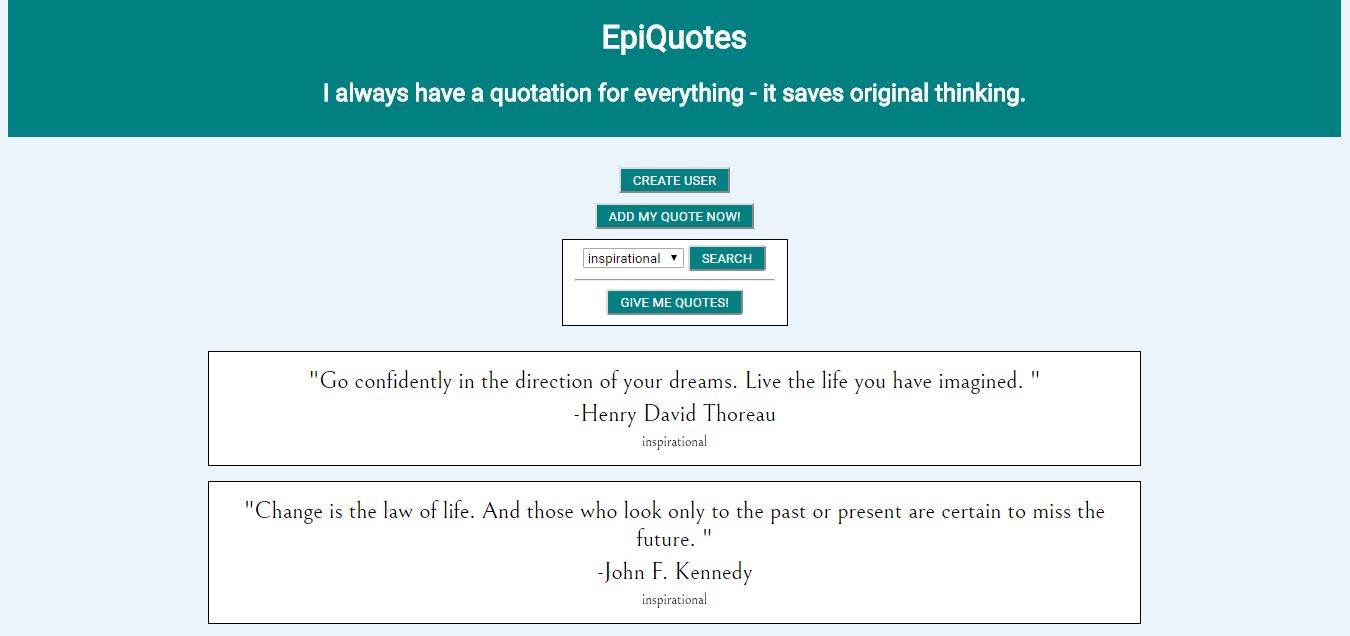 EpiQuotes
I always have a quotation for everything - it saves original thinking.
CREATE USER
ADD MY QUOTE NOW!
inspirational ▼ SEARCH
GIVE ME QUOTES!
"Go confidently in the direction of your dreams. Live the life you have imagined. "
-Henry David Thoreau
inspirational
"Change is the law of life. And those who look only to the past or present are certain to miss the
future. "
-John F. Kennedy
inspirational